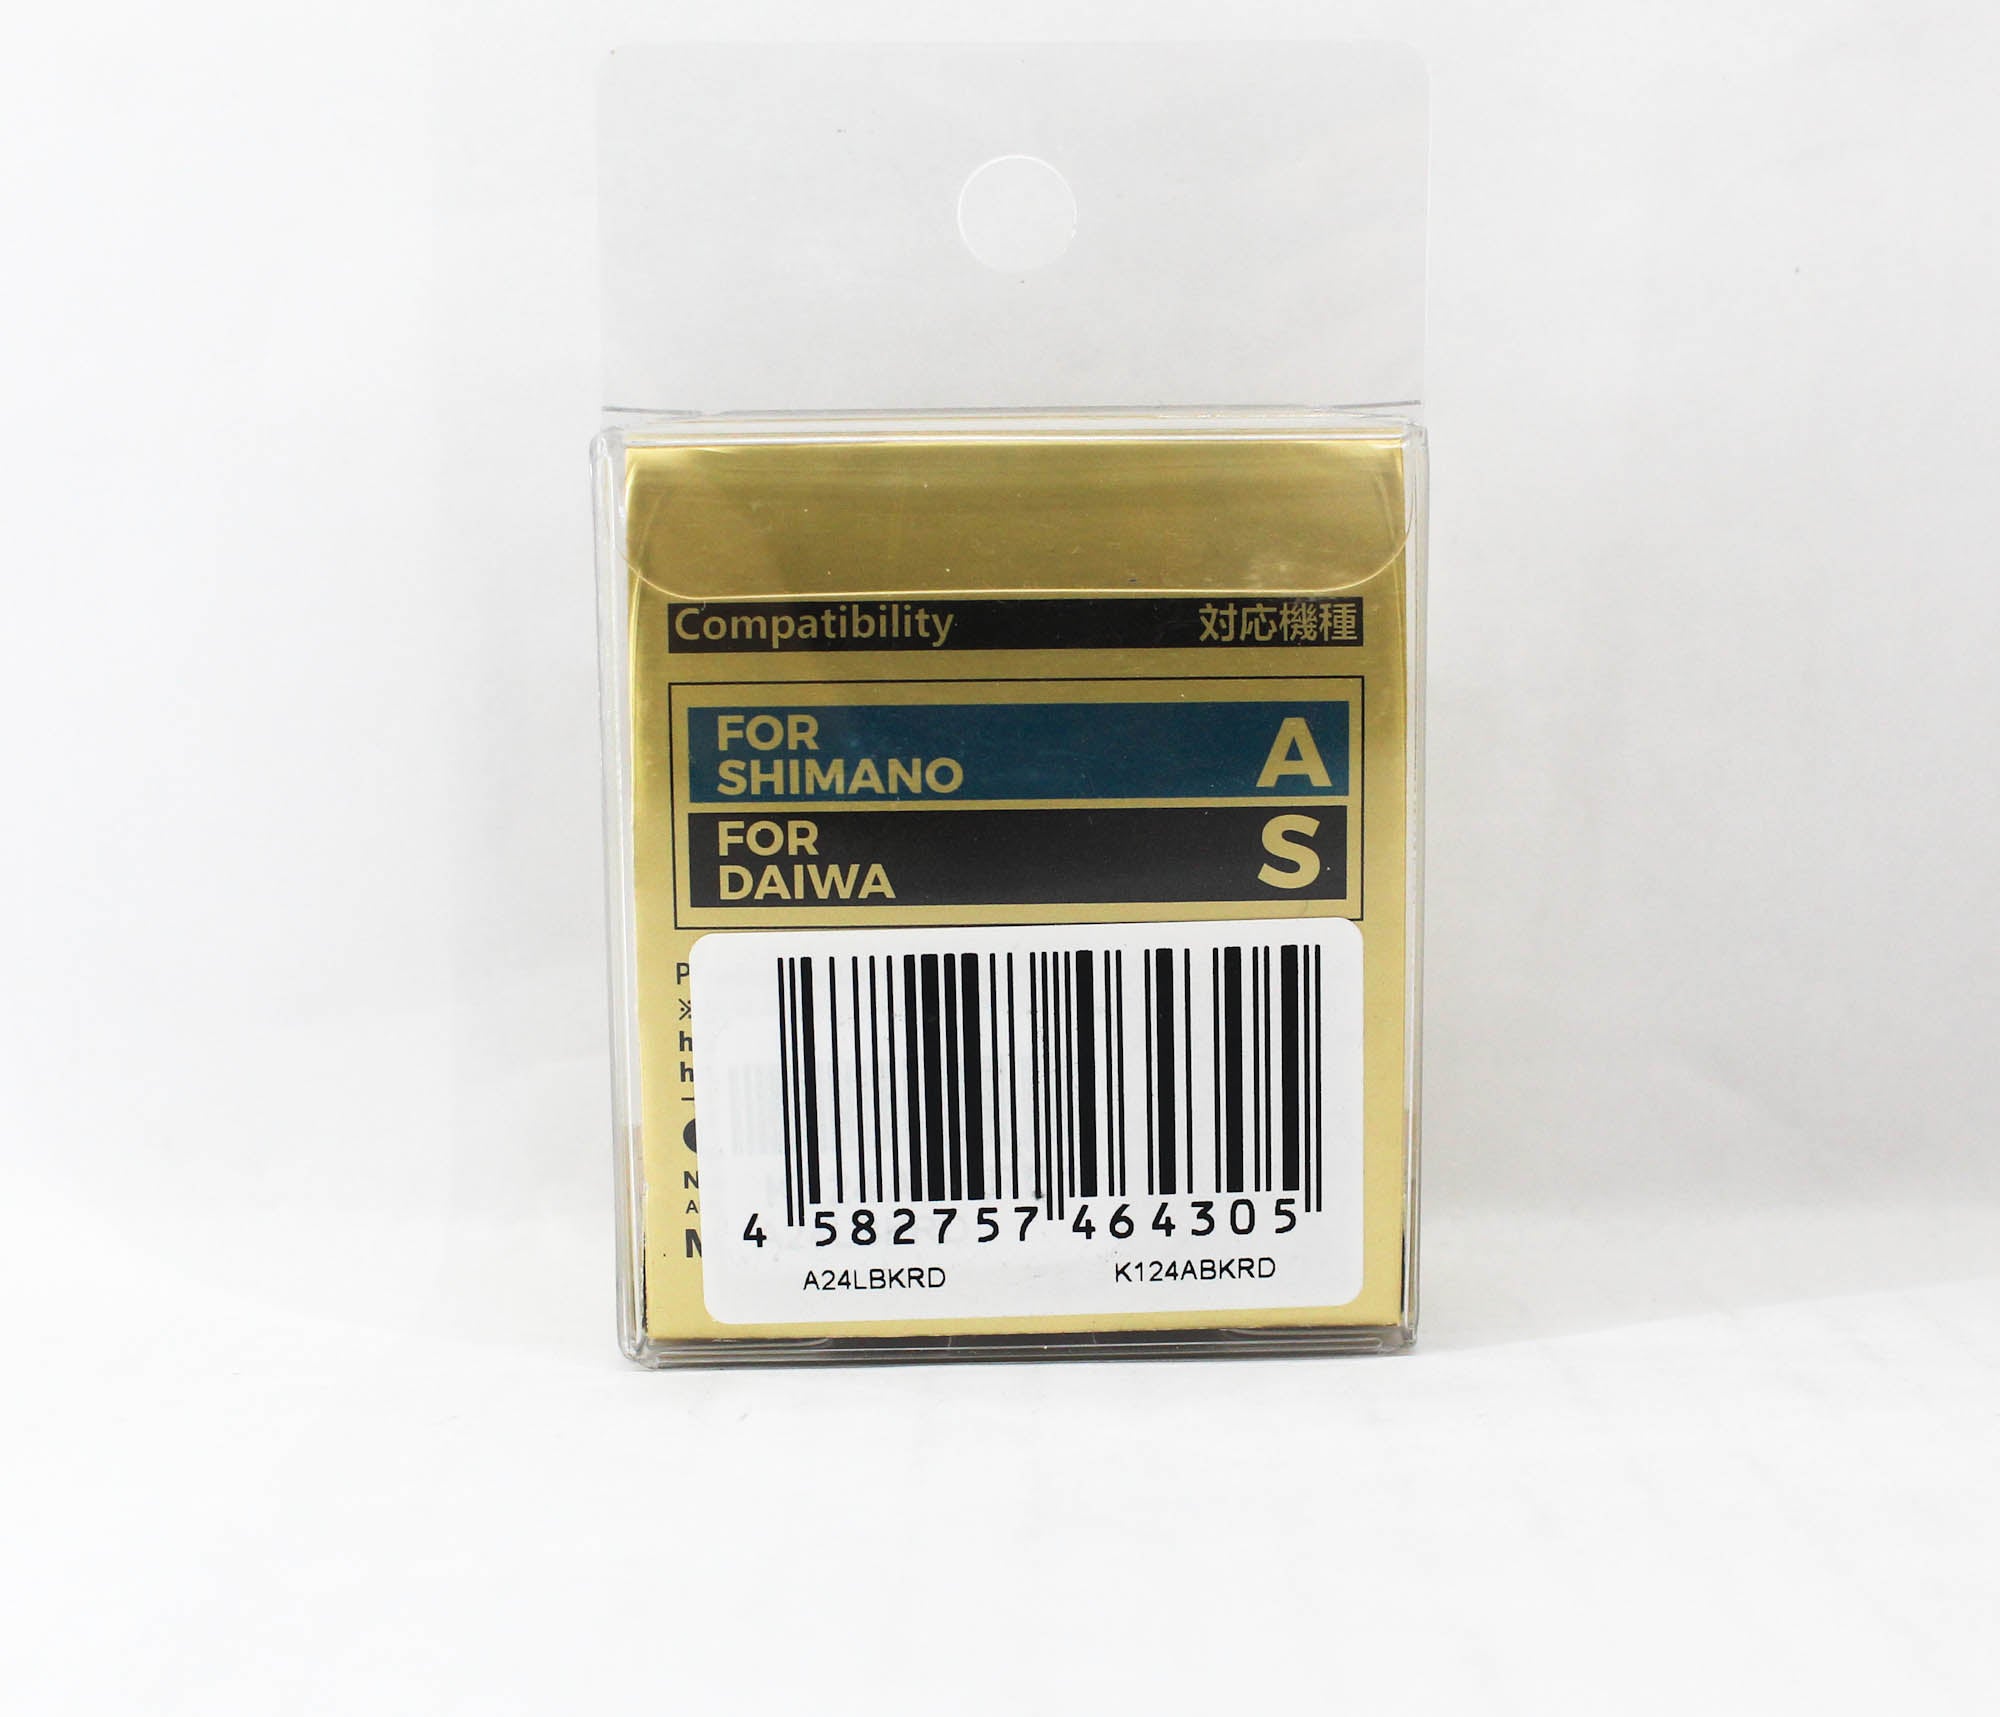 Compatibility 対応機種
FOR
SHIMANO A
FOR
DAIWA S
P
※
h
h
N
A
M
4 582757 464305
A24LBKRD K124ABKRD